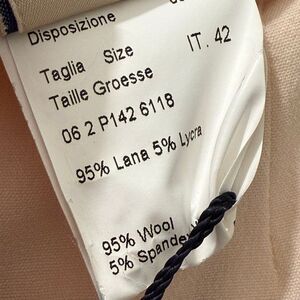 Disposizione
Taglia Size IT. 42
Taille Groesse
06 2 P142 6118
95% Lana 5% Lycra
95% Wool
5% Spandex